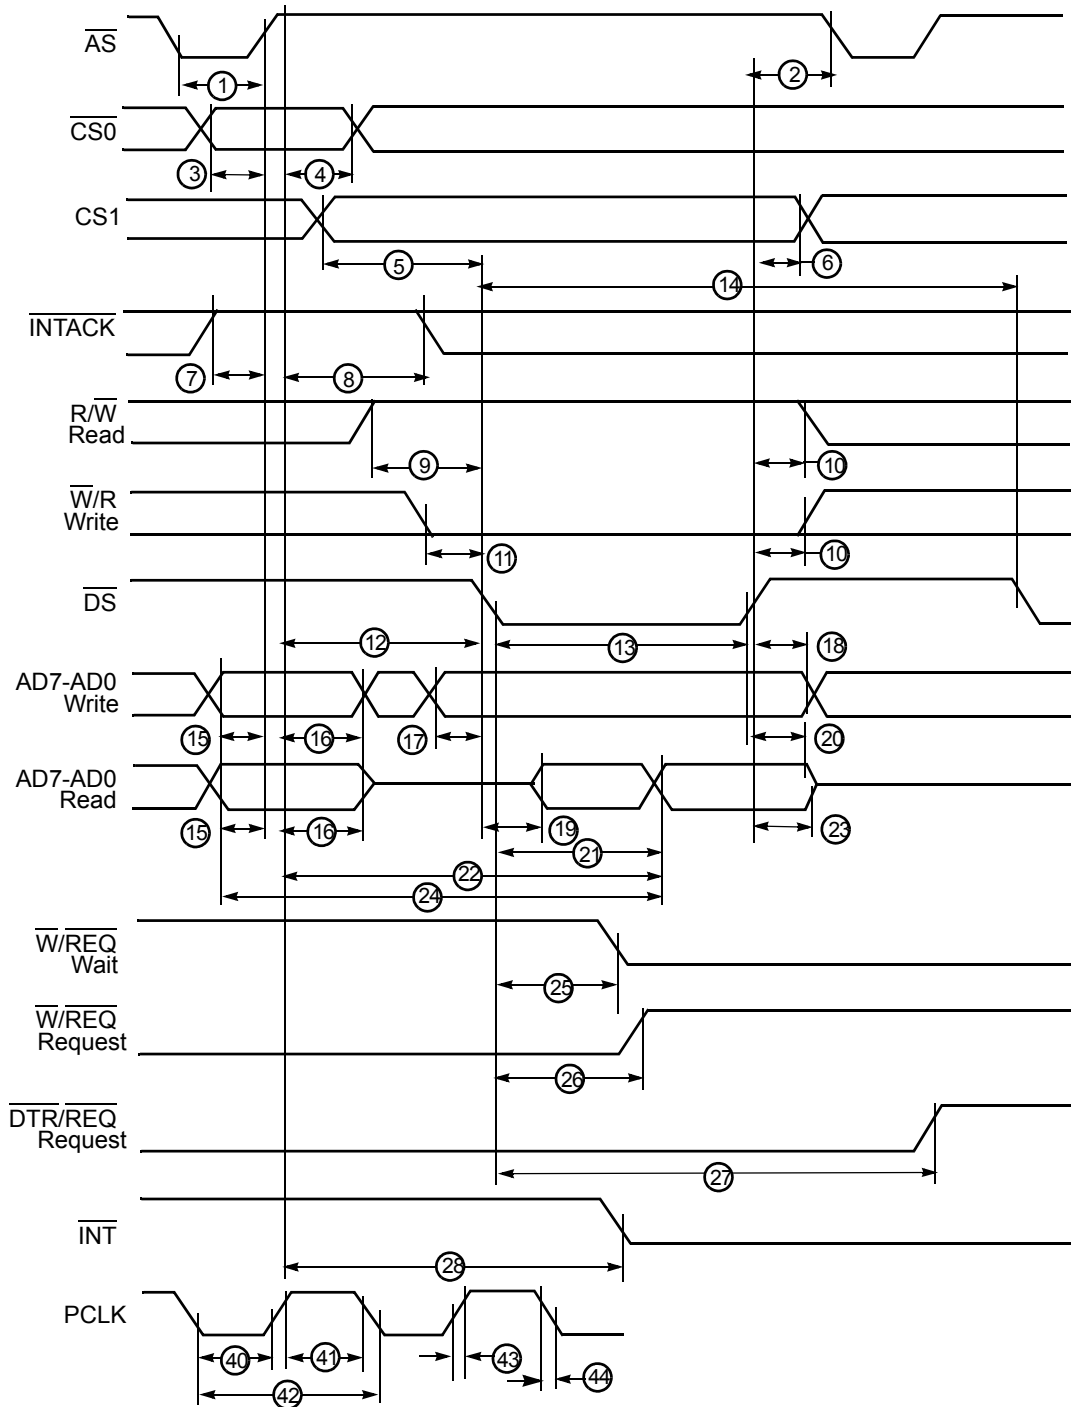 AS
1
2
CS0
3
4
CS1
5
6
14
INTACK
7
8
R/W
Read
9
10
W/R
Write
11
10
DS
12
13
18
AD7-AD0
Write
15
16
17
20
AD7-AD0
Read
15
16
19
23
21
22
24
W/REQ
Wait
25
W/REQ
Request
26
DTR/REQ
Request
27
INT
28
PCLK
40
41
43
44
42